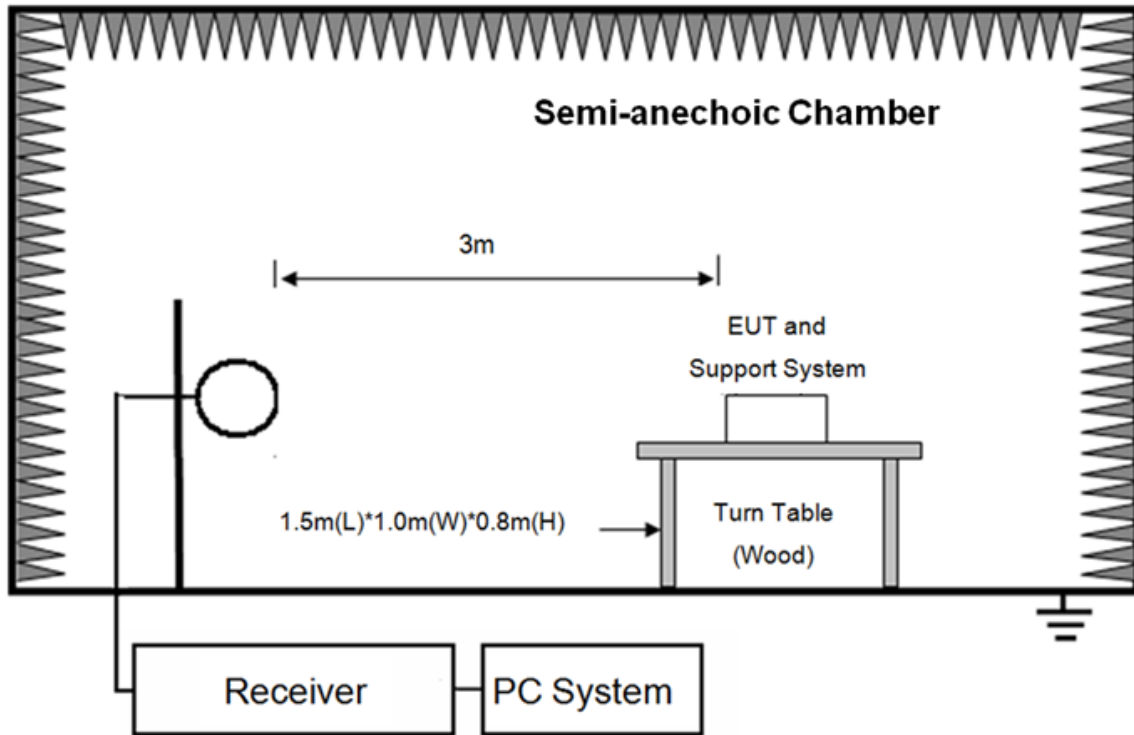 Semi-anechoic Chamber
3m
EUT and
Support System
1.5m(L)*1.0m(W)*0.8m(H)
Turn Table
(Wood)
Receiver
PC System